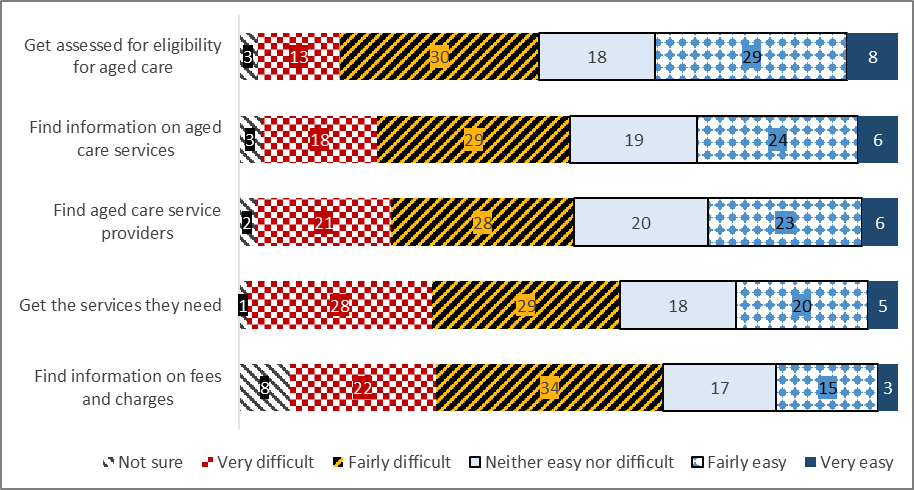 Get assessed for eligibility
for aged care
3 13 30 18 29 8
Find information on aged
care services
3 18 29 19 24 6
Find aged care service
providers
2 21 28 20 23 6
Get the services they need
1 28 29 18 20 5
Find information on fees
and charges
8 22 34 17 15 3
Not sure Very difficult Fairly difficult Neither easy nor difficult Fairly easy Very easy